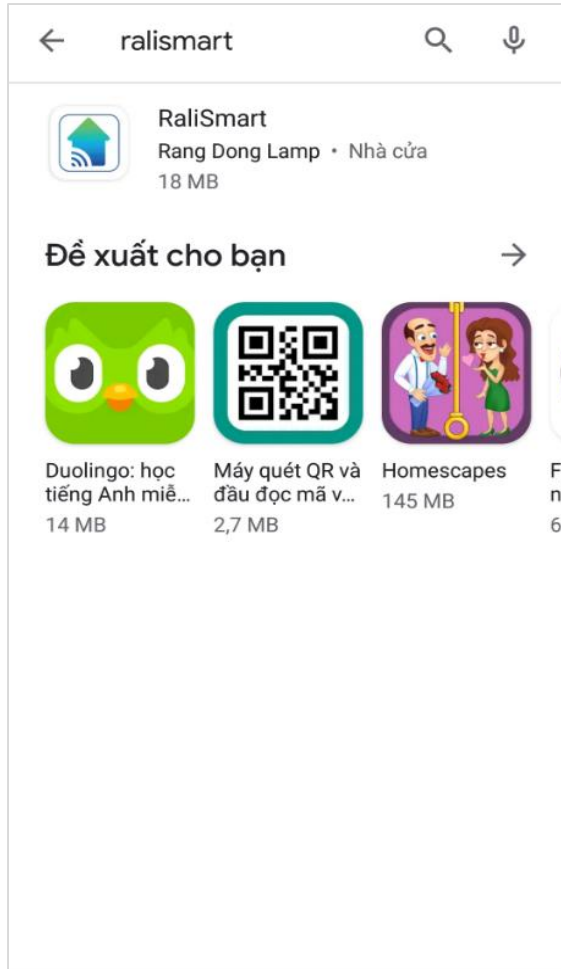 ralismart
RaliSmart
Rang Dong Lamp • Nhà cửa
18 MB
Đề xuất cho bạn
Duolingo: học
tiếng Anh miễ...
14 MB
Máy quét QR và
đầu đọc mã v...
2,7 MB
Homescapes
145 MB
F
n
6